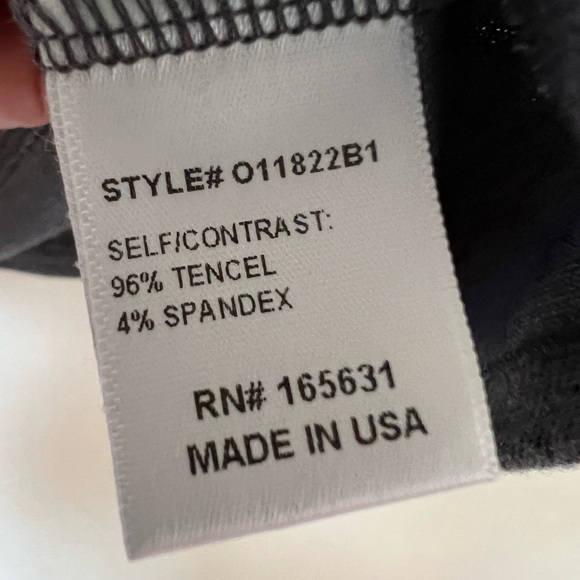 STYLE# O11822B1
SELF/CONTRAST:
96% TENCEL
4% SPANDEX
RN# 165631
MADE IN USA